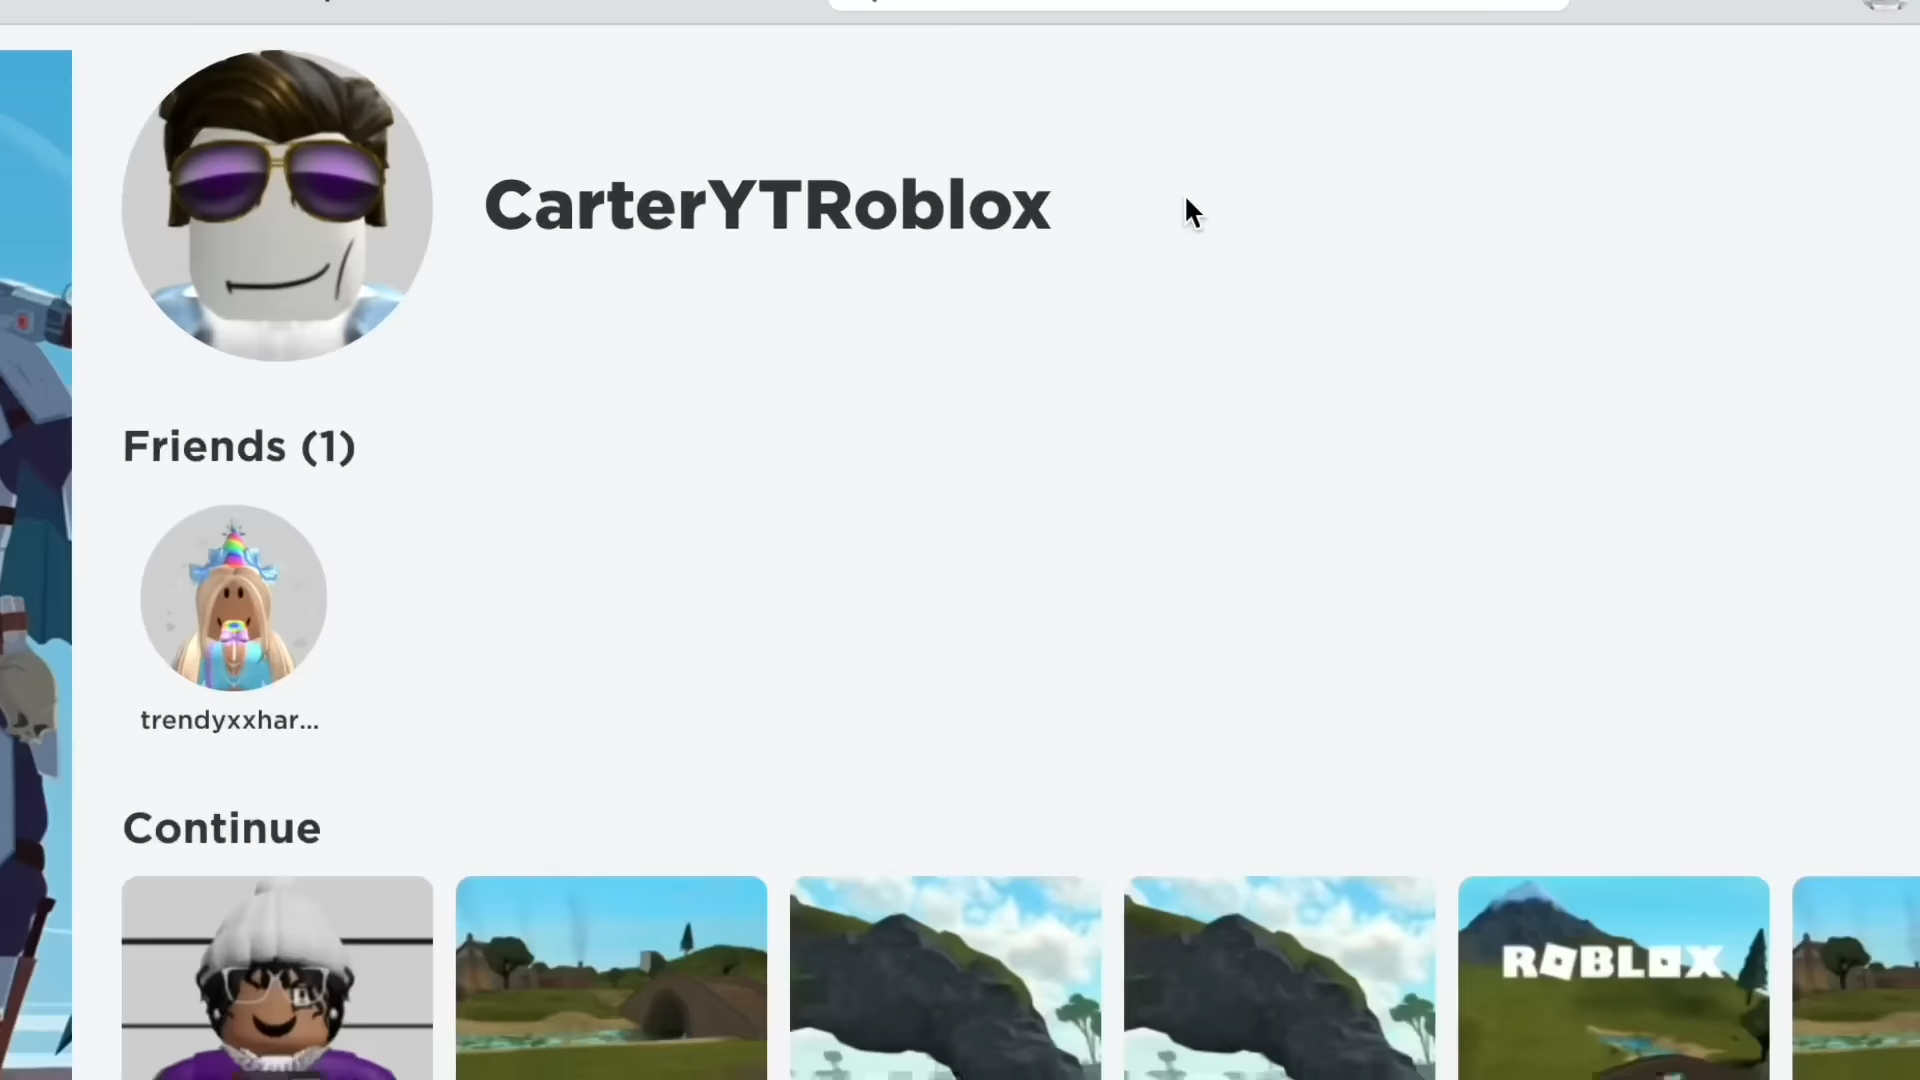 CarterYTRoblox
Friends (1)
trendyxxhar...
Continue
ROBLOX